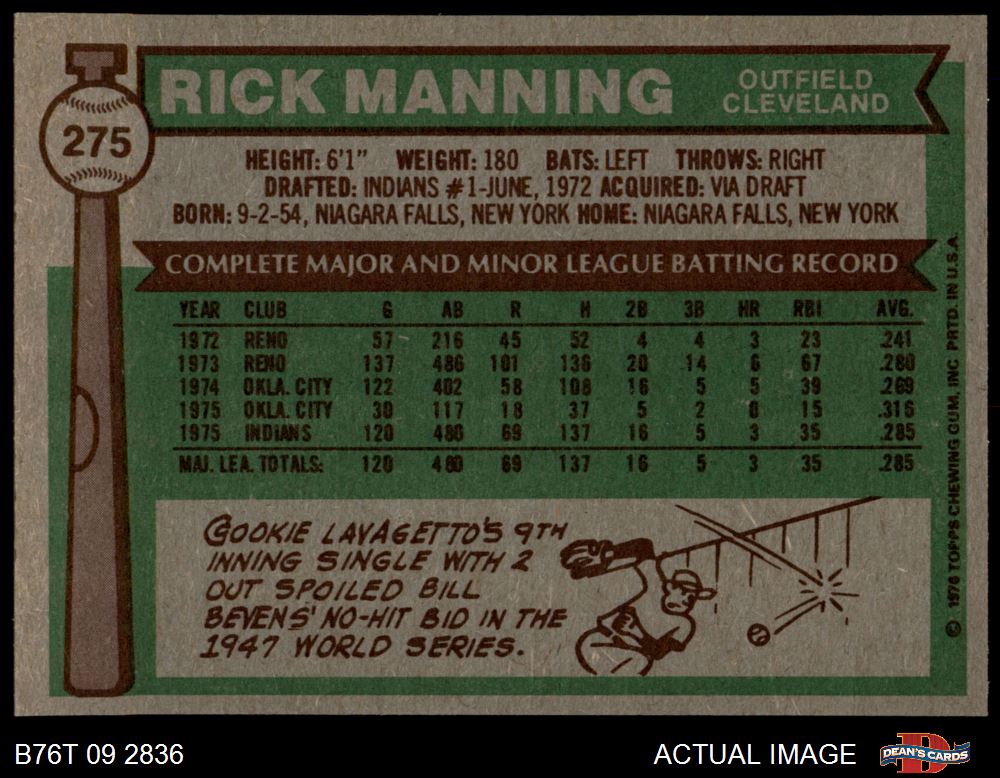 275
RICK MANNING
OUTFIELD
CLEVELAND
HEIGHT: 6'1" WEIGHT: 180 BATS: LEFT THROWS: RIGHT
DRAFTED: INDIANS #1-JUNE, 1972 ACQUIRED: VIA DRAFT
BORN: 9-2-54, NIAGARA FALLS, NEW YORK HOME: NIAGARA FALLS, NEW YORK
COMPLETE MAJOR AND MINOR LEAGUE BATTING RECORD
YEAR CLUB G AB R H 2B 3B HR RBI AVG.
1972 RENO 57 216 45 52 4 4 3 23 .241
1973 RENO 137 486 101 136 20 14 6 67 .280
1974 OKLA. CITY 122 402 58 108 16 5 5 39 .269
1975 OKLA. CITY 30 117 18 37 5 2 0 15 .316
1975 INDIANS 120 480 69 137 16 5 3 35 .285
MAJ. LEA. TOTALS: 120 480 69 137 16 5 3 35 .285
COOKIE LAVAGETTO'S 9TH
INNING SINGLE WITH 2
OUT SPOILED BILL
BEVENS' NO-HIT BID IN THE
1947 WORLD SERIES.
© 1976 TOPPS CHEWING GUM, INC. PRTD. IN U.S.A.
B76T 09 2836
ACTUAL IMAGE
DEAN'S CARDS